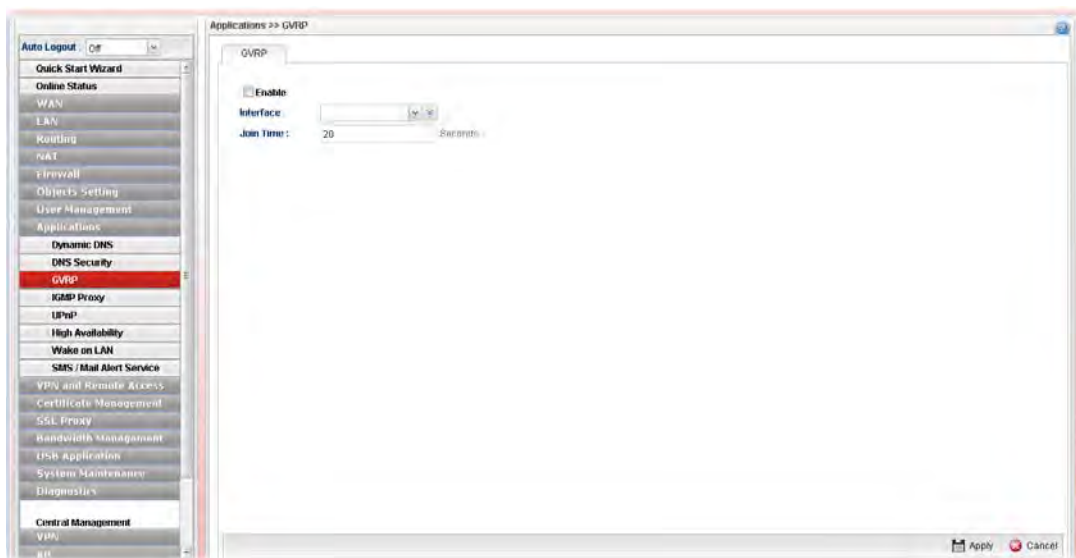 Applications >> GVRP
Auto Logout : Off
Quick Start Wizard
Online Status
WAN
LAN
Routing
NAT
Firewall
Objects Setting
User Management
Applications
Dynamic DNS
DNS Security
GVRP
IGMP Proxy
UPnP
High Availability
Wake on LAN
SMS / Mail Alert Service
VPN and Remote Access
Certificate Management
SSL Proxy
Bandwidth Management
USB Application
System Maintenance
Diagnostics
Central Management
VPN
AP
GVRP
Enable
Interface
Join Time : 20 Seconds
Apply Cancel